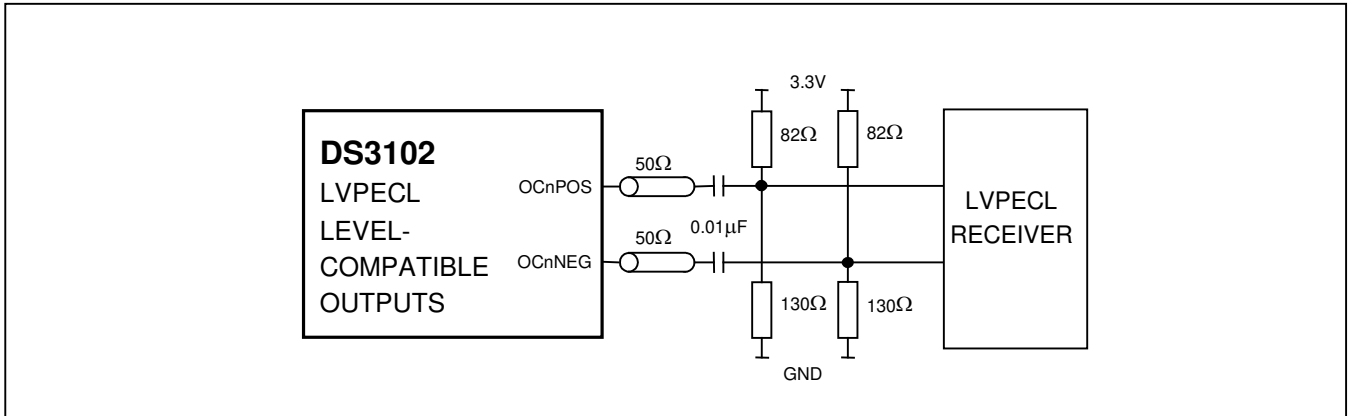 3.3V
82Ω
82Ω
DS3102
LVPECL
LEVEL-
COMPATIBLE
OUTPUTS
OCnPOS
50Ω
OCnNEG
50Ω
0.01µF
130Ω
130Ω
GND
LVPECL
RECEIVER